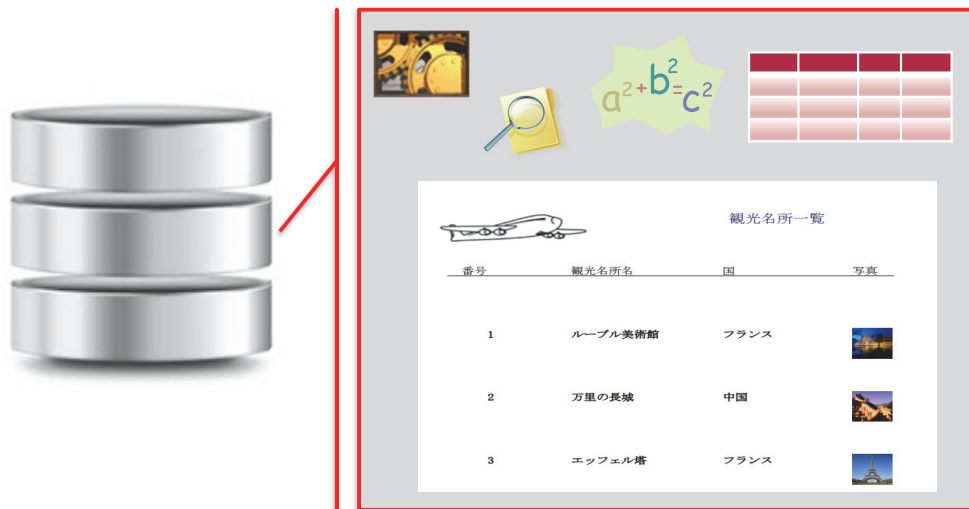 a²+b²=c²
観光名所一覧
番号 観光名所名 国 写真
1 ルーブル美術館 フランス
2 万里の長城 中国
3 エッフェル塔 フランス